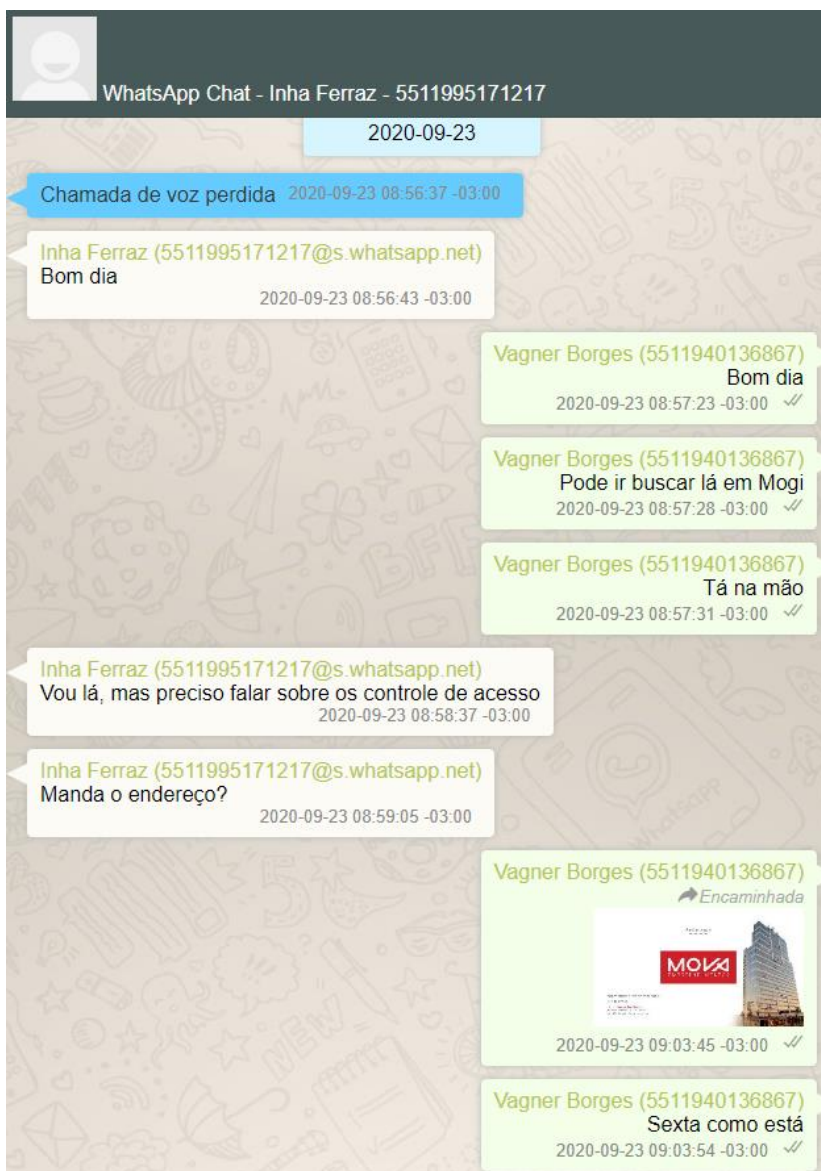 WhatsApp Chat - Inha Ferraz - 5511995171217
2020-09-23
Chamada de voz perdida 2020-09-23 08:56:37 -03:00
Inha Ferraz (5511995171217@s.whatsapp.net)
Bom dia
2020-09-23 08:56:43 -03:00
Vagner Borges (5511940136867)
Bom dia
2020-09-23 08:57:23 -03:00
Vagner Borges (5511940136867)
Pode ir buscar lá em Mogi
2020-09-23 08:57:28 -03:00
Vagner Borges (5511940136867)
Tá na mão
2020-09-23 08:57:31 -03:00
Inha Ferraz (5511995171217@s.whatsapp.net)
Vou lá, mas preciso falar sobre os controle de acesso
2020-09-23 08:58:37 -03:00
Inha Ferraz (5511995171217@s.whatsapp.net)
Manda o endereço?
2020-09-23 08:59:05 -03:00
Vagner Borges (5511940136867)
Encaminhada
MOVA
2020-09-23 09:03:45 -03:00
Vagner Borges (5511940136867)
Sexta como está
2020-09-23 09:03:54 -03:00